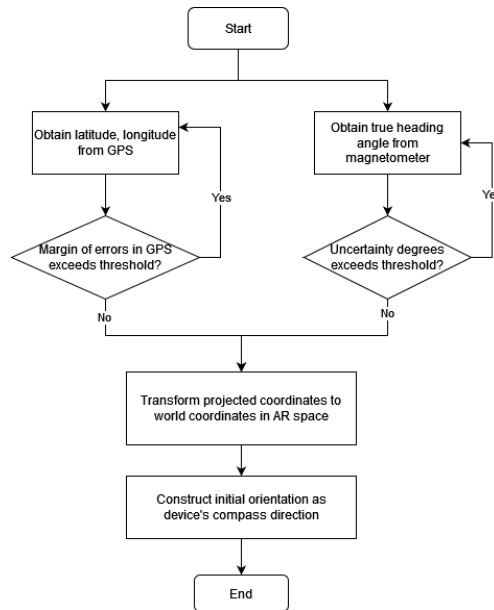 Start
Obtain latitude, longitude
from GPS
Obtain true heading
angle from
magnetometer
Yes
Ye
Margin of errors in GPS
exceeds threshold?
Uncertainty degrees
exceeds threshold?
No
No
Transform projected coordinates to
world coordinates in AR space
Construct initial orientation as
device's compass direction
End